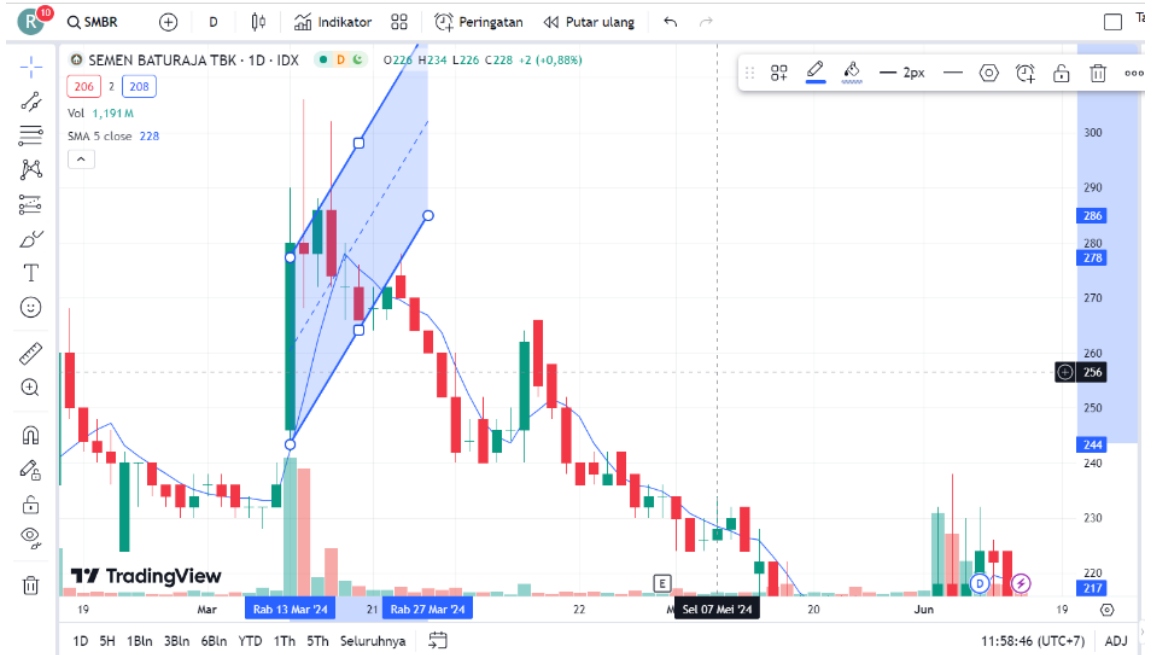 R 10 SMBR D Indikator Peringatan Putar ulang
SEMEN BATURAJA TBK · 1D · IDX D O226 H234 L226 C228 +2 (+0,88%)
2px
206 2 208
Vol 1,191M
SMA 5 close 228
T
300
290
286
280
278
270
260
256
250
244
240
230
220
217
TradingView
E
D
19 Mar Rab 13 Mar '24 21 Rab 27 Mar '24 22 Sel 07 Mei '24 20 Jun 19
1D 5H 1Bln 3Bln 6Bln YTD 1Th 5Th Seluruhnya 11:58:46 (UTC+7) ADJ